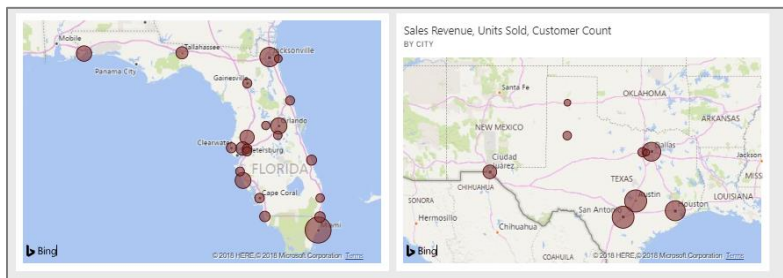 Mobile
Tallahassee
Jacksonville
Panama City
Gainesville
Orlando
Clearwater
Petersburg
FLORIDA
Cape Coral
Miami
Bing
© 2018 HERE,© 2018 Microsoft Corporation Terms
Sales Revenue, Units Sold, Customer Count
BY CITY
Santa Fe
OKLAHOMA
NEW MEXICO
ARKANSAS
Dallas
Ciudad
Juárez
Jackson
MISS
TEXAS
SONORA
CHIHUAHUA
Austin
LOUISIANA
Hermosillo
San Antonio
Houston
Chihuahua
COAHUILA
Bing
© 2018 HERE,© 2018 Microsoft Corporation Terms